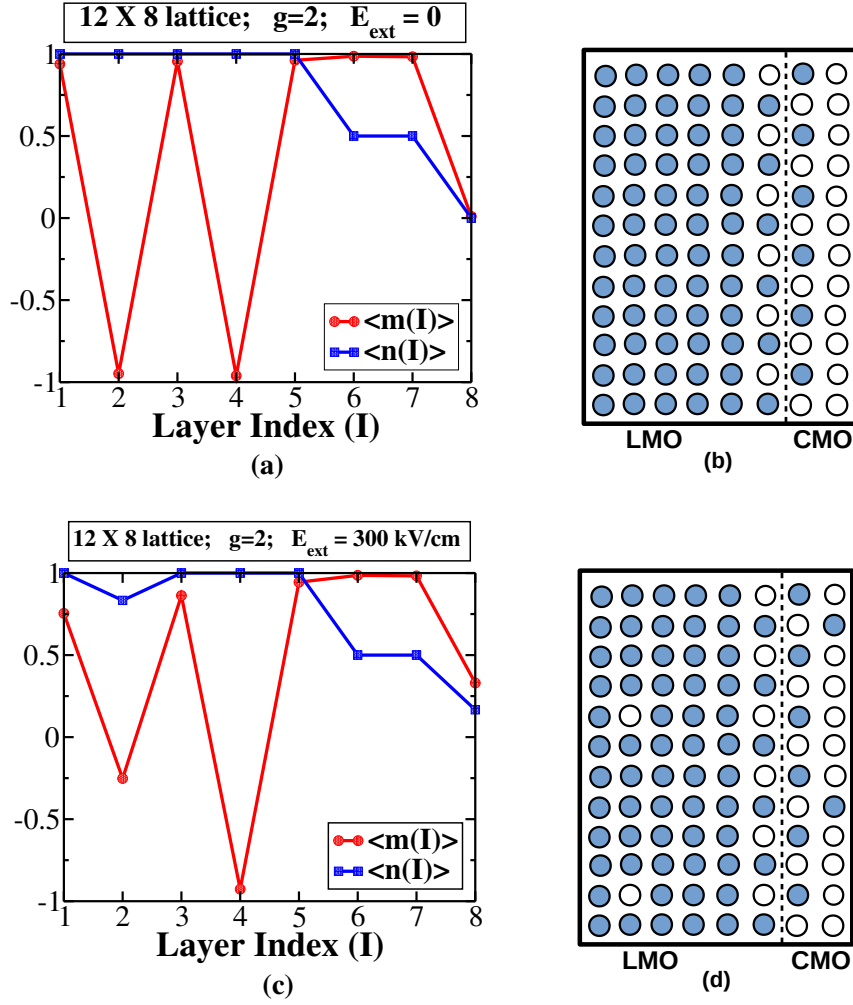 12 X 8 lattice; g=2; E_ext = 0
1
0.5
0
-0.5
-1
<m(I)>
<n(I)>
1 2 3 4 5 6 7 8
Layer Index (I)
(a)
LMO CMO
(b)
12 X 8 lattice; g=2; E_ext = 300 kV/cm
1
0.5
0
-0.5
-1
<m(I)>
<n(I)>
1 2 3 4 5 6 7 8
Layer Index (I)
(c)
LMO CMO
(d)